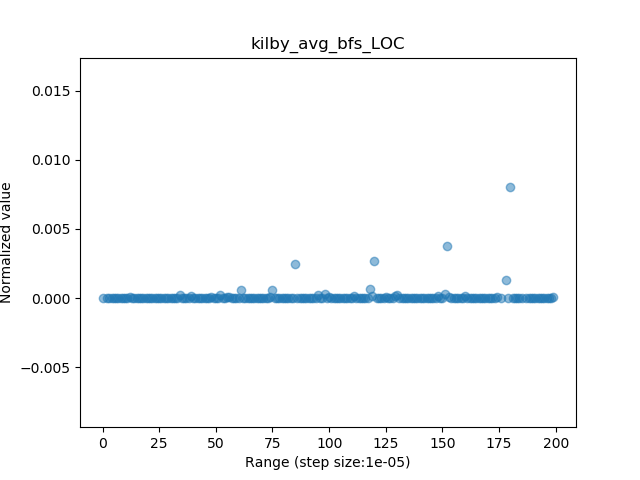 kilby_avg_bfs_LOC
0.015
0.010
0.005
0.000
−0.005
Normalized value
0 25 50 75 100 125 150 175 200
Range (step size:1e-05)